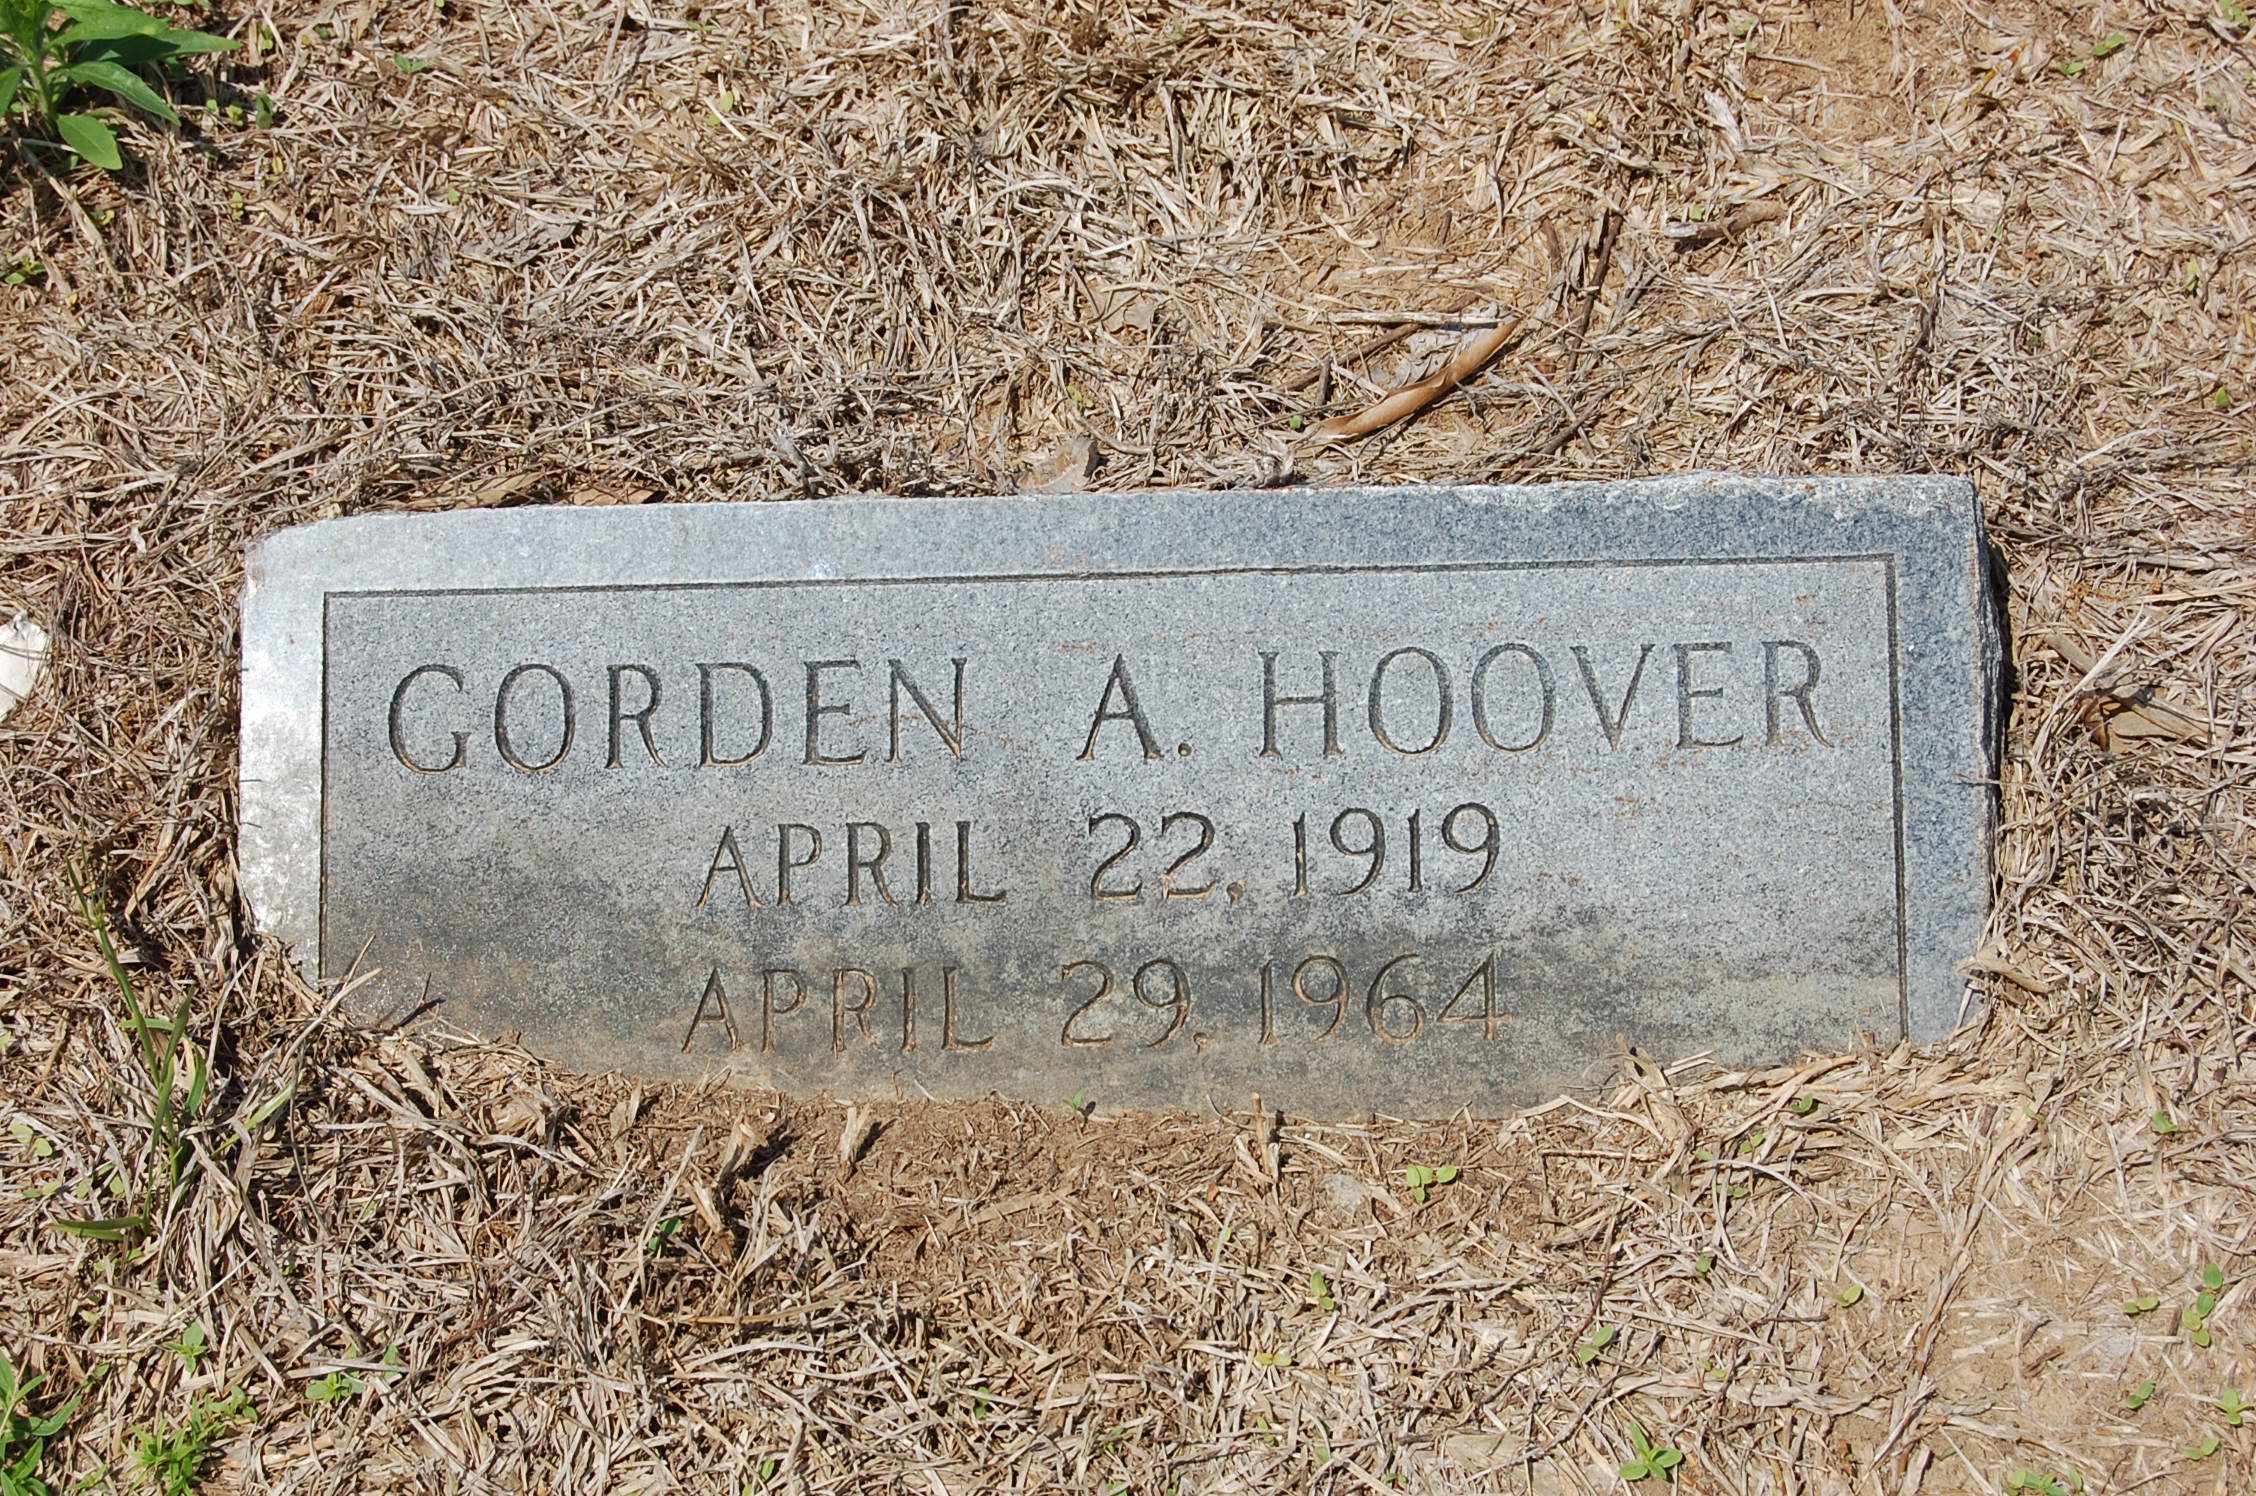 GORDEN A. HOOVER
APRIL 22, 1919
APRIL 29, 1964